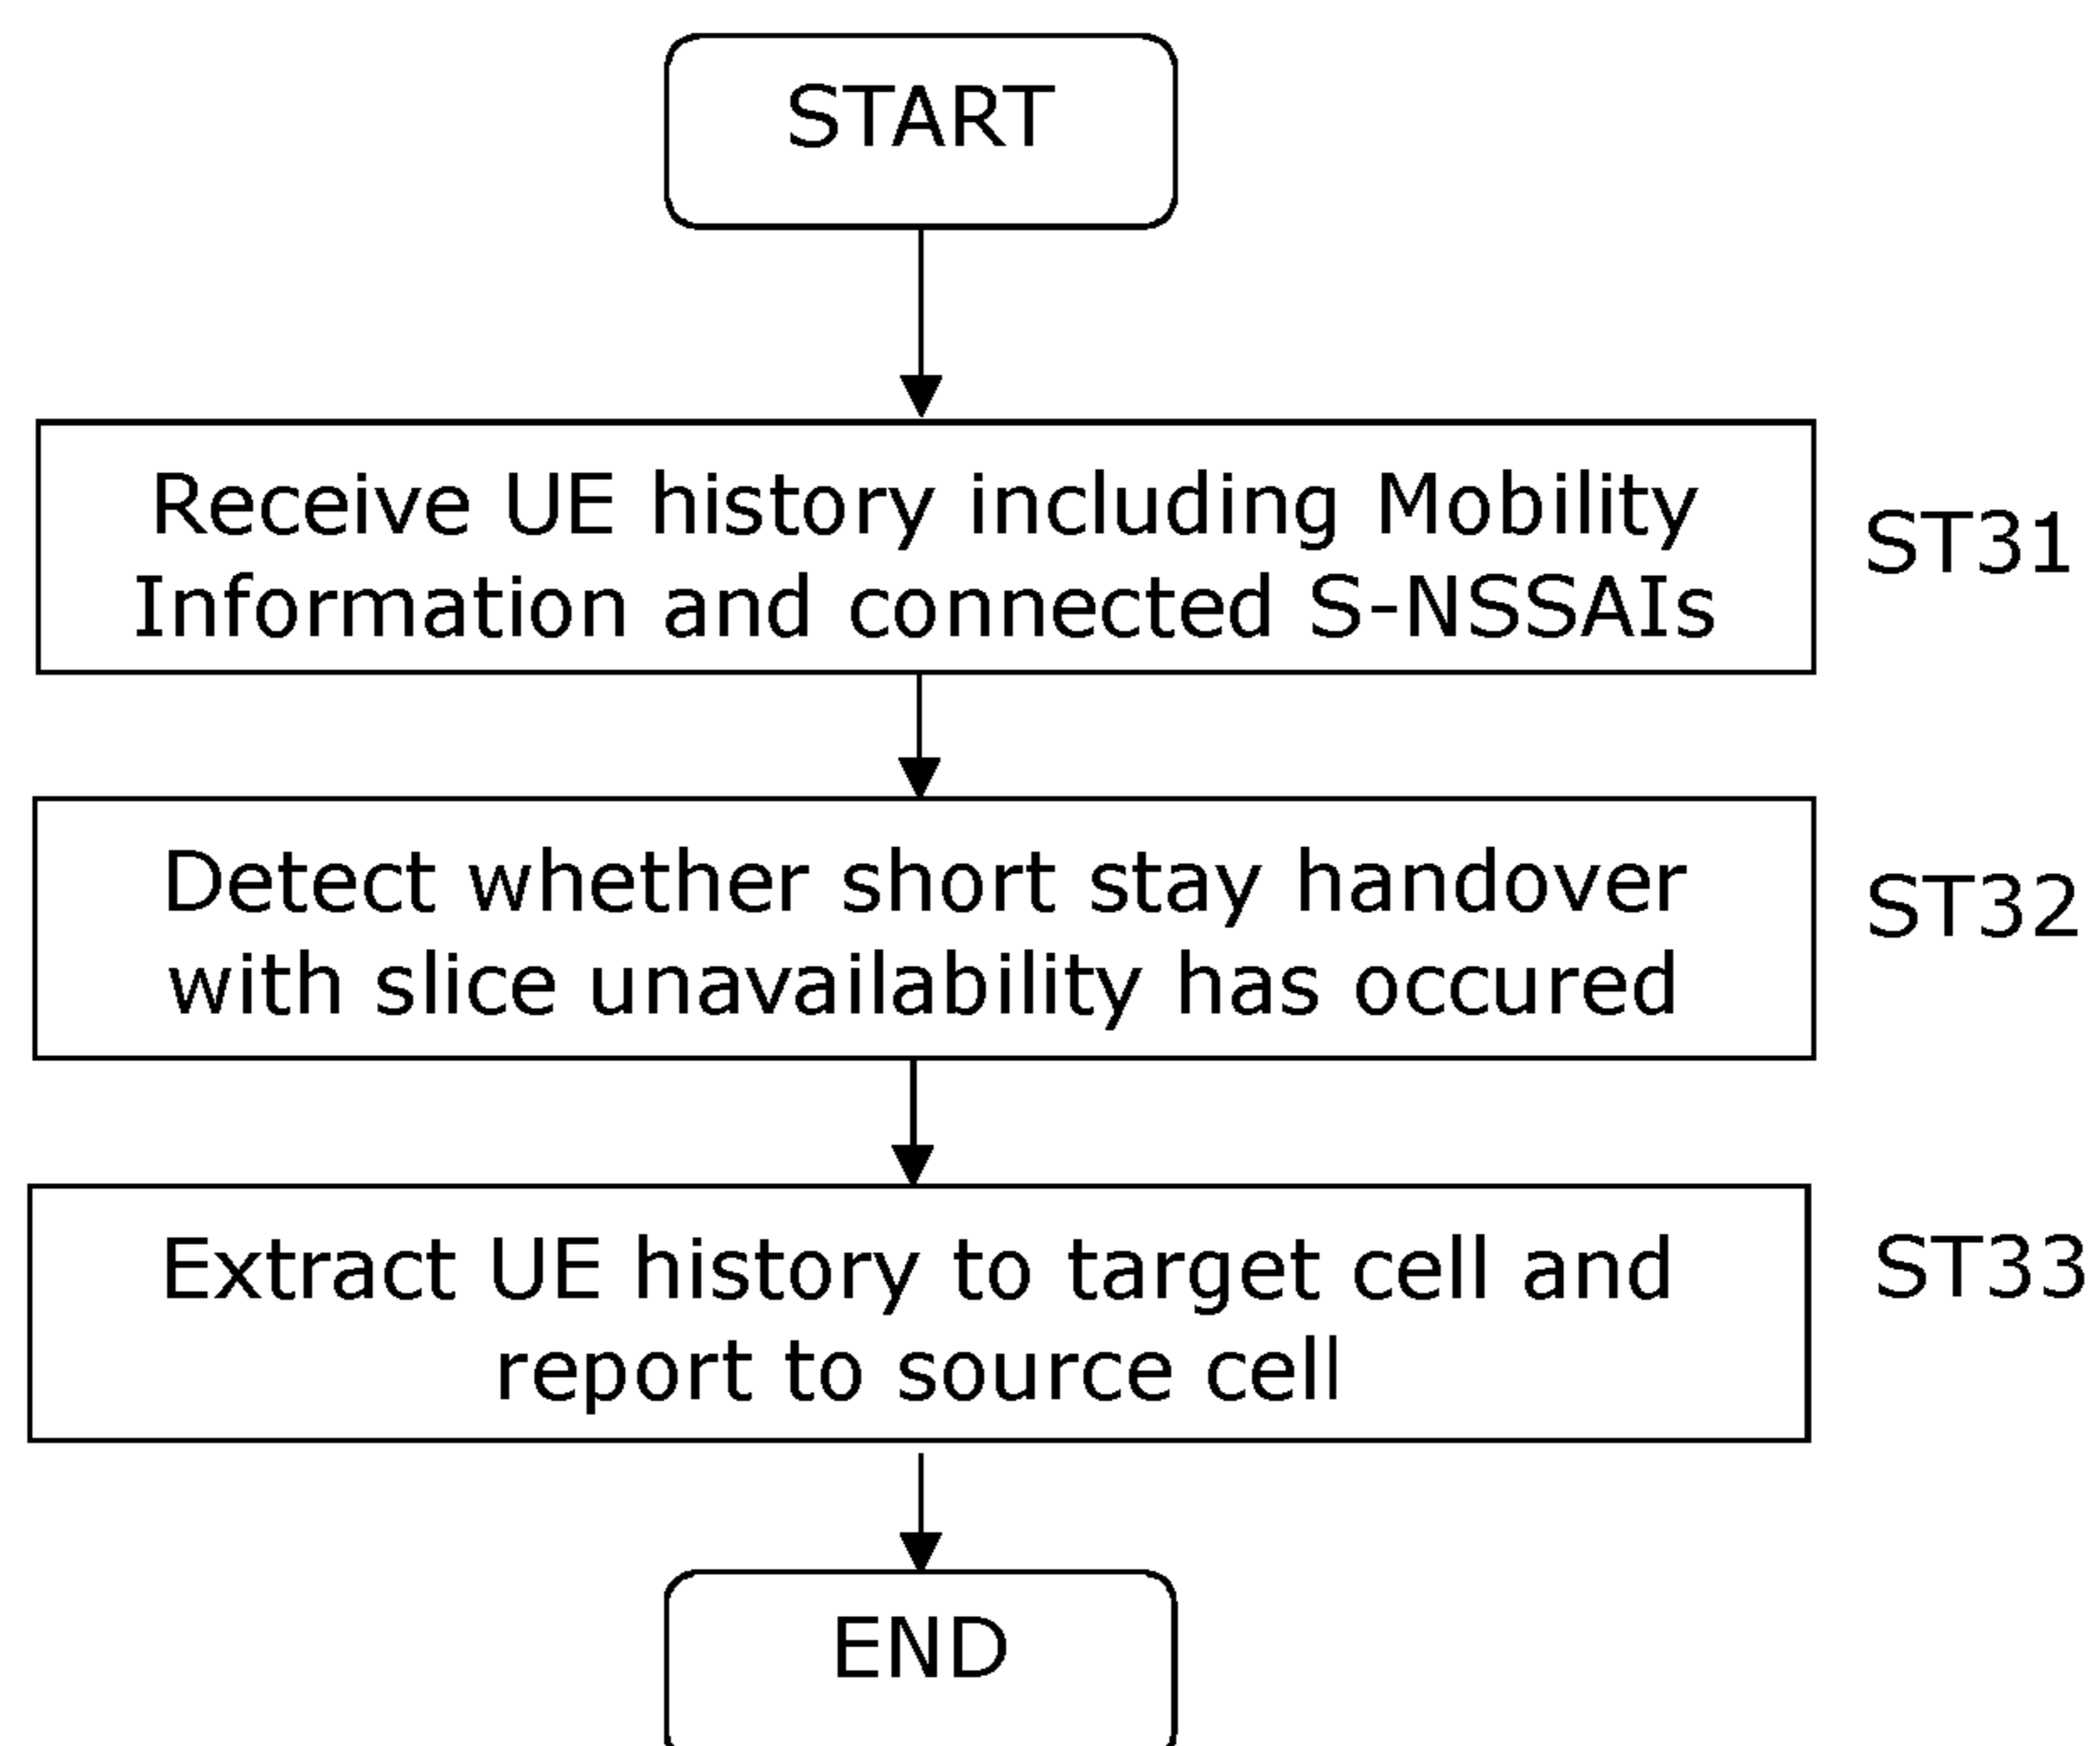 START
Receive UE history including Mobility
Information and connected S-NSSAIs
ST31
Detect whether short stay handover
with slice unavailability has occured
ST32
Extract UE history to target cell and
report to source cell
ST33
END